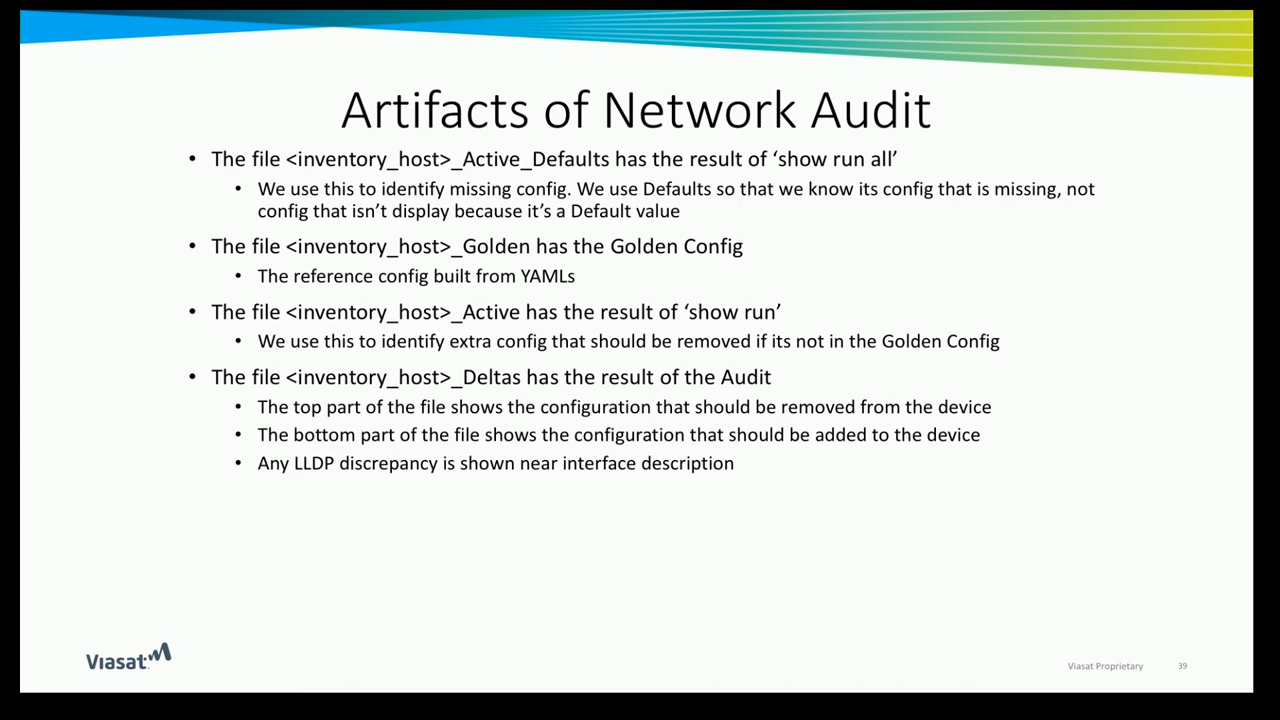 Artifacts of Network Audit
• The file <inventory_host>_Active_Defaults has the result of ‘show run all’
• We use this to identify missing config. We use Defaults so that we know its config that is missing, not
config that isn’t display because it’s a Default value
• The file <inventory_host>_Golden has the Golden Config
• The reference config built from YAMLs
• The file <inventory_host>_Active has the result of ‘show run’
• We use this to identify extra config that should be removed if its not in the Golden Config
• The file <inventory_host>_Deltas has the result of the Audit
• The top part of the file shows the configuration that should be removed from the device
• The bottom part of the file shows the configuration that should be added to the device
• Any LLDP discrepancy is shown near interface description
Viasat
Viasat Proprietary 39